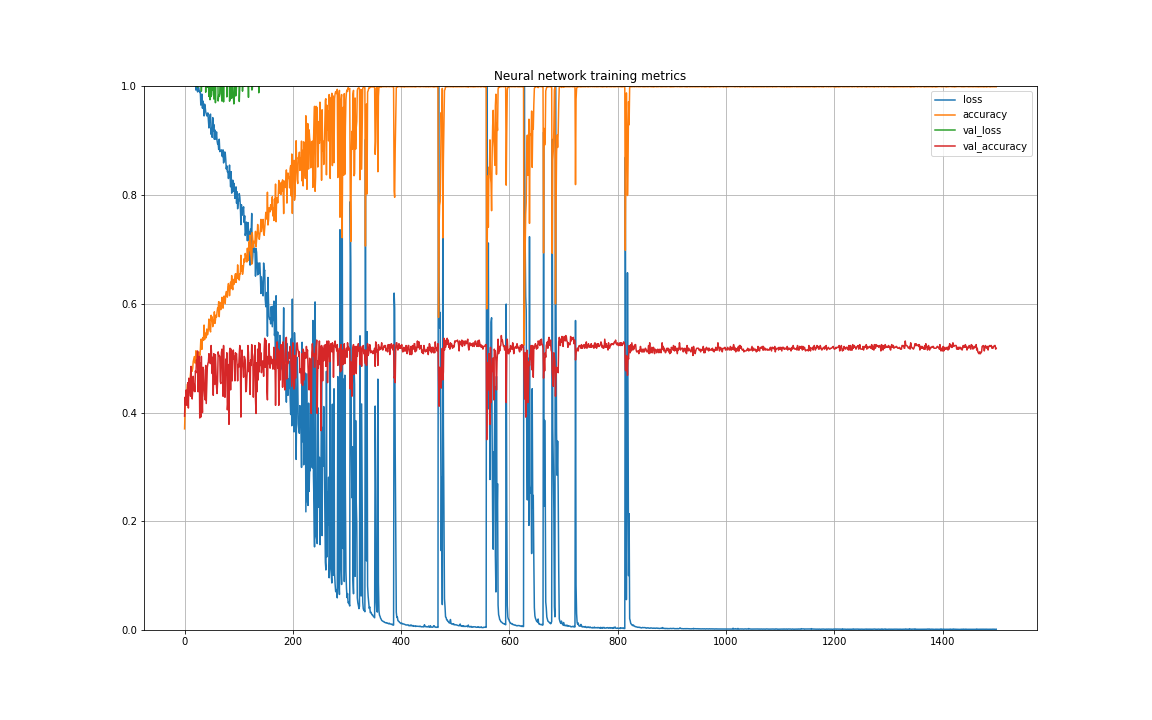 Neural network training metrics
1.0
loss
accuracy
val_loss
val_accuracy
0.8
0.6
0.4
0.2
0.0
0 200 400 600 800 1000 1200 1400